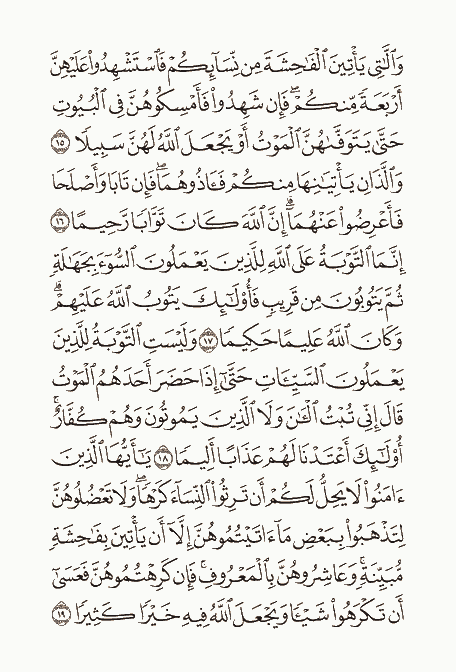 وَٱلَّٰتِي يَأۡتِينَ ٱلۡفَٰحِشَةَ مِن نِّسَآئِكُمۡ فَٱسۡتَشۡهِدُواْ عَلَيۡهِنَّ
أَرۡبَعَةٗ مِّنكُمۡۖ فَإِن شَهِدُواْ فَأَمۡسِكُوهُنَّ فِي ٱلۡبُيُوتِ
حَتَّىٰ يَتَوَفَّىٰهُنَّ ٱلۡمَوۡتُ أَوۡ يَجۡعَلَ ٱللَّهُ لَهُنَّ سَبِيلٗا ١٥
وَٱلَّذَانِ يَأۡتِيَٰنِهَا مِنكُمۡ فَـَٔاذُوهُمَاۖ فَإِن تَابَا وَأَصۡلَحَا
فَأَعۡرِضُواْ عَنۡهُمَآۗ إِنَّ ٱللَّهَ كَانَ تَوَّابٗا رَّحِيمًا ١٦
إِنَّمَا ٱلتَّوۡبَةُ عَلَى ٱللَّهِ لِلَّذِينَ يَعۡمَلُونَ ٱلسُّوٓءَ بِجَهَٰلَةٖ
ثُمَّ يَتُوبُونَ مِن قَرِيبٖ فَأُوْلَٰٓئِكَ يَتُوبُ ٱللَّهُ عَلَيۡهِمۡۗ
وَكَانَ ٱللَّهُ عَلِيمًا حَكِيمٗا ١٧ وَلَيۡسَتِ ٱلتَّوۡبَةُ لِلَّذِينَ
يَعۡمَلُونَ ٱلسَّيِّـَٔاتِ حَتَّىٰٓ إِذَا حَضَرَ أَحَدَهُمُ ٱلۡمَوۡتُ
قَالَ إِنِّي تُبۡتُ ٱلۡـَٰٔنَ وَلَا ٱلَّذِينَ يَمُوتُونَ وَهُمۡ كُفَّارٌۚ
أُوْلَٰٓئِكَ أَعۡتَدۡنَا لَهُمۡ عَذَابًا أَلِيمٗا ١٨ يَٰٓأَيُّهَا ٱلَّذِينَ
ءَامَنُواْ لَا يَحِلُّ لَكُمۡ أَن تَرِثُواْ ٱلنِّسَآءَ كَرۡهٗاۖ وَلَا تَعۡضُلُوهُنَّ
لِتَذۡهَبُواْ بِبَعۡضِ مَآ ءَاتَيۡتُمُوهُنَّ إِلَّآ أَن يَأۡتِينَ بِفَٰحِشَةٖ
مُّبَيِّنَةٖۚ وَعَاشِرُوهُنَّ بِٱلۡمَعۡرُوفِۚ فَإِن كَرِهۡتُمُوهُنَّ فَعَسَىٰٓ
أَن تَكۡرَهُواْ شَيۡـٔٗا وَيَجۡعَلَ ٱللَّهُ فِيهِ خَيۡرٗا كَثِيرٗا ١٩